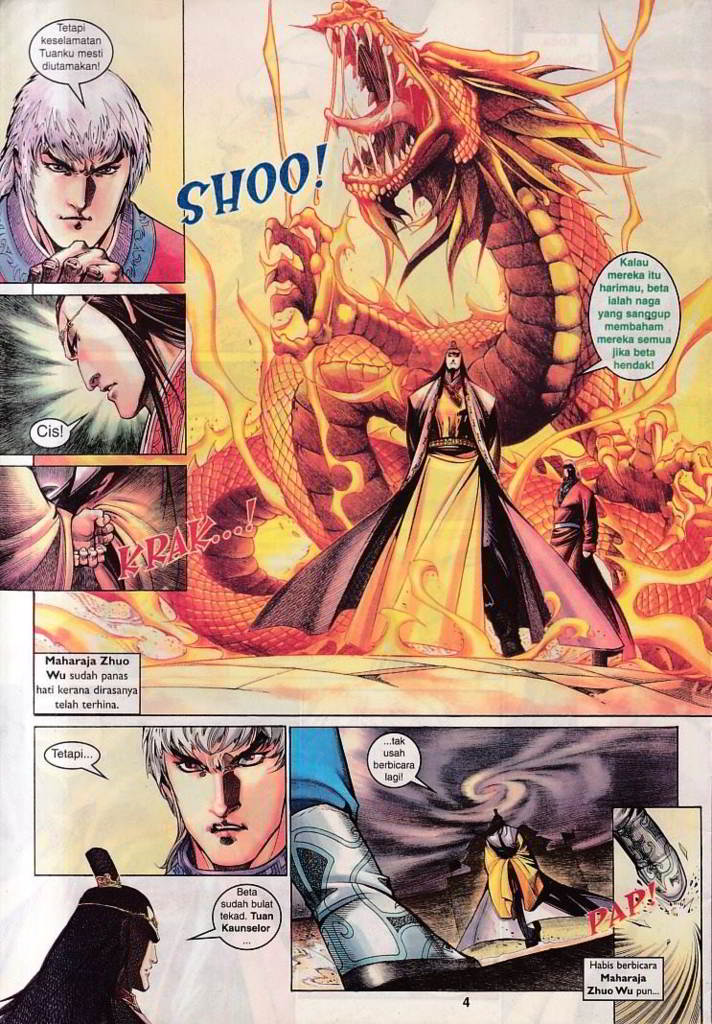 Tetapi
keselamatan
Tuanku mesti
diutamakan!
SHOO!
Cis!
KRAK...!
Kalau
mereka itu
harimau, beta
ialah naga
yang sanggup
membaham
mereka semua
jika beta
hendak!
Maharaja Zhuo
Wu sudah panas
hati kerana dirasanya
telah terhina.
Tetapi...
Beta
sudah bulat
tekad. Tuan
Kaunselor
...
...tak
usah
berbicara
lagi!
PAP!
Habis berbicara
Maharaja
Zhuo Wu pun...
4